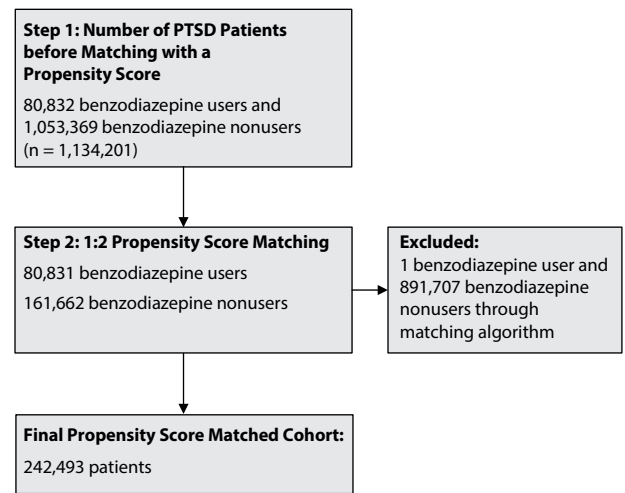 Step 1: Number of PTSD Patients
before Matching with a
Propensity Score
80,832 benzodiazepine users and
1,053,369 benzodiazepine nonusers
(n = 1,134,201)
Step 2: 1:2 Propensity Score Matching
80,831 benzodiazepine users
161,662 benzodiazepine nonusers
Excluded:
1 benzodiazepine user and
891,707 benzodiazepine
nonusers through
matching algorithm
Final Propensity Score Matched Cohort:
242,493 patients